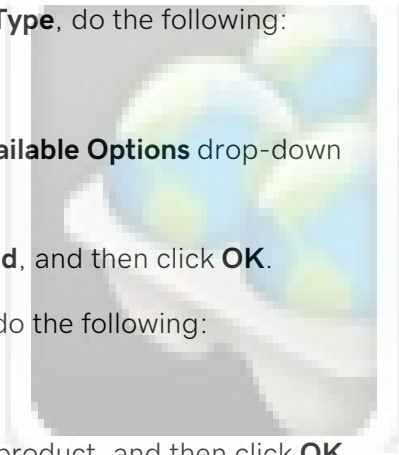 Type, do the following:
ailable Options drop-down
d, and then click OK.
do the following:
product, and then click OK